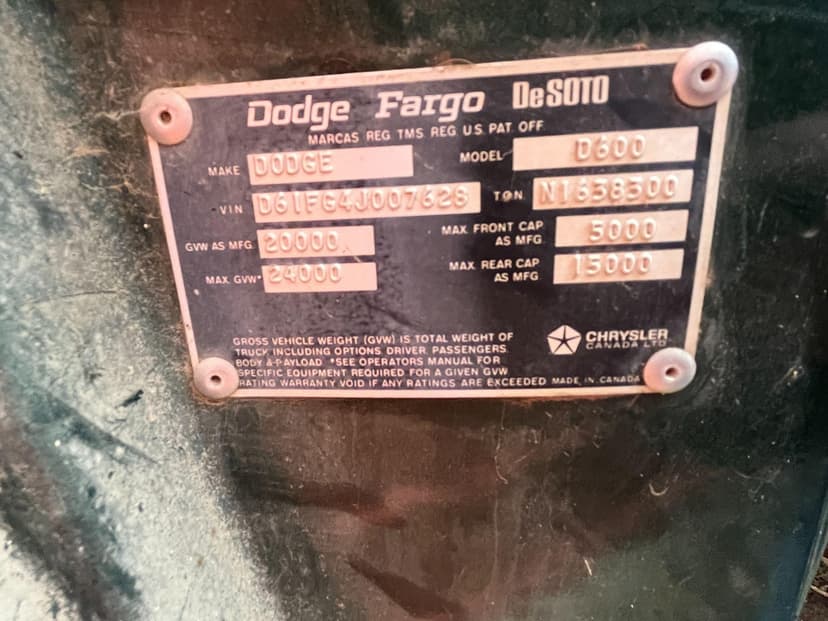 Dodge Fargo DeSOTO
MARCAS REG. TMS. REG. U.S. PAT. OFF.
MAKE DODGE MODEL D600
VIN D61FG4J007628 T.O.N. N1638300
GVW AS MFG. 20000 MAX. FRONT CAP. AS MFG. 5000
MAX. GVW* 24000 MAX. REAR CAP. AS MFG. 15000
GROSS VEHICLE WEIGHT (GVW) IS TOTAL WEIGHT OF
TRUCK INCLUDING OPTIONS, DRIVER, PASSENGERS,
BODY & PAYLOAD *SEE OPERATORS MANUAL FOR
SPECIFIC EQUIPMENT REQUIRED FOR A GIVEN GVW
RATING WARRANTY VOID IF ANY RATINGS ARE EXCEEDED
CHRYSLER
CANADA LTD
MADE IN CANADA